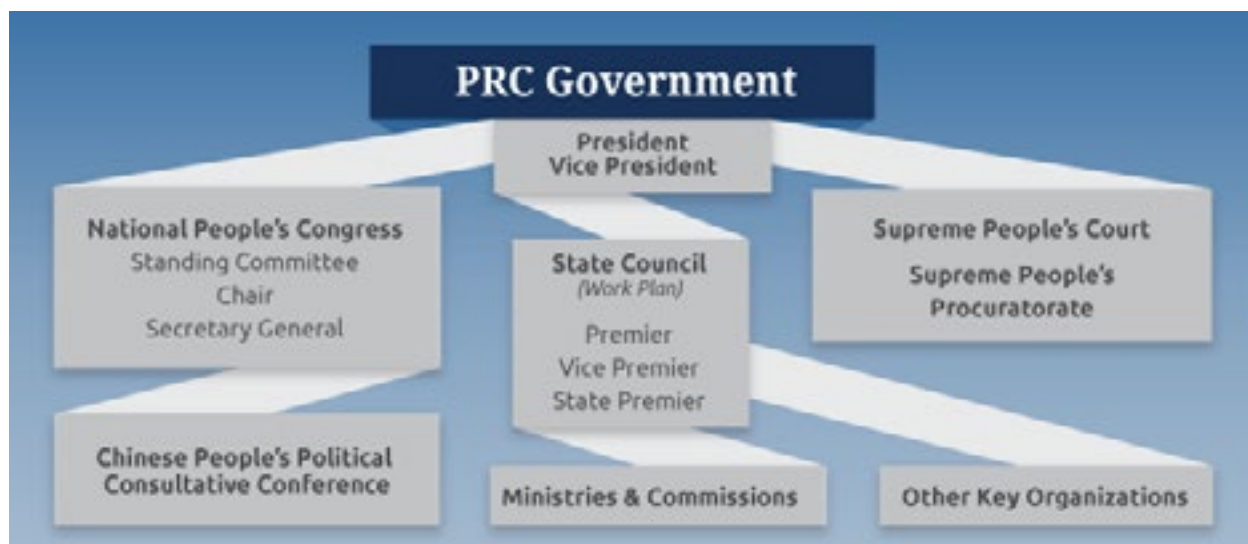 PRC Government
President
Vice President
National People's Congress
Standing Committee
Chair
Secretary General
State Council
(Work Plan)
Premier
Vice Premier
State Premier
Supreme People's Court
Supreme People's
Procuratorate
Chinese People's Political
Consultative Conference
Ministries & Commissions
Other Key Organizations